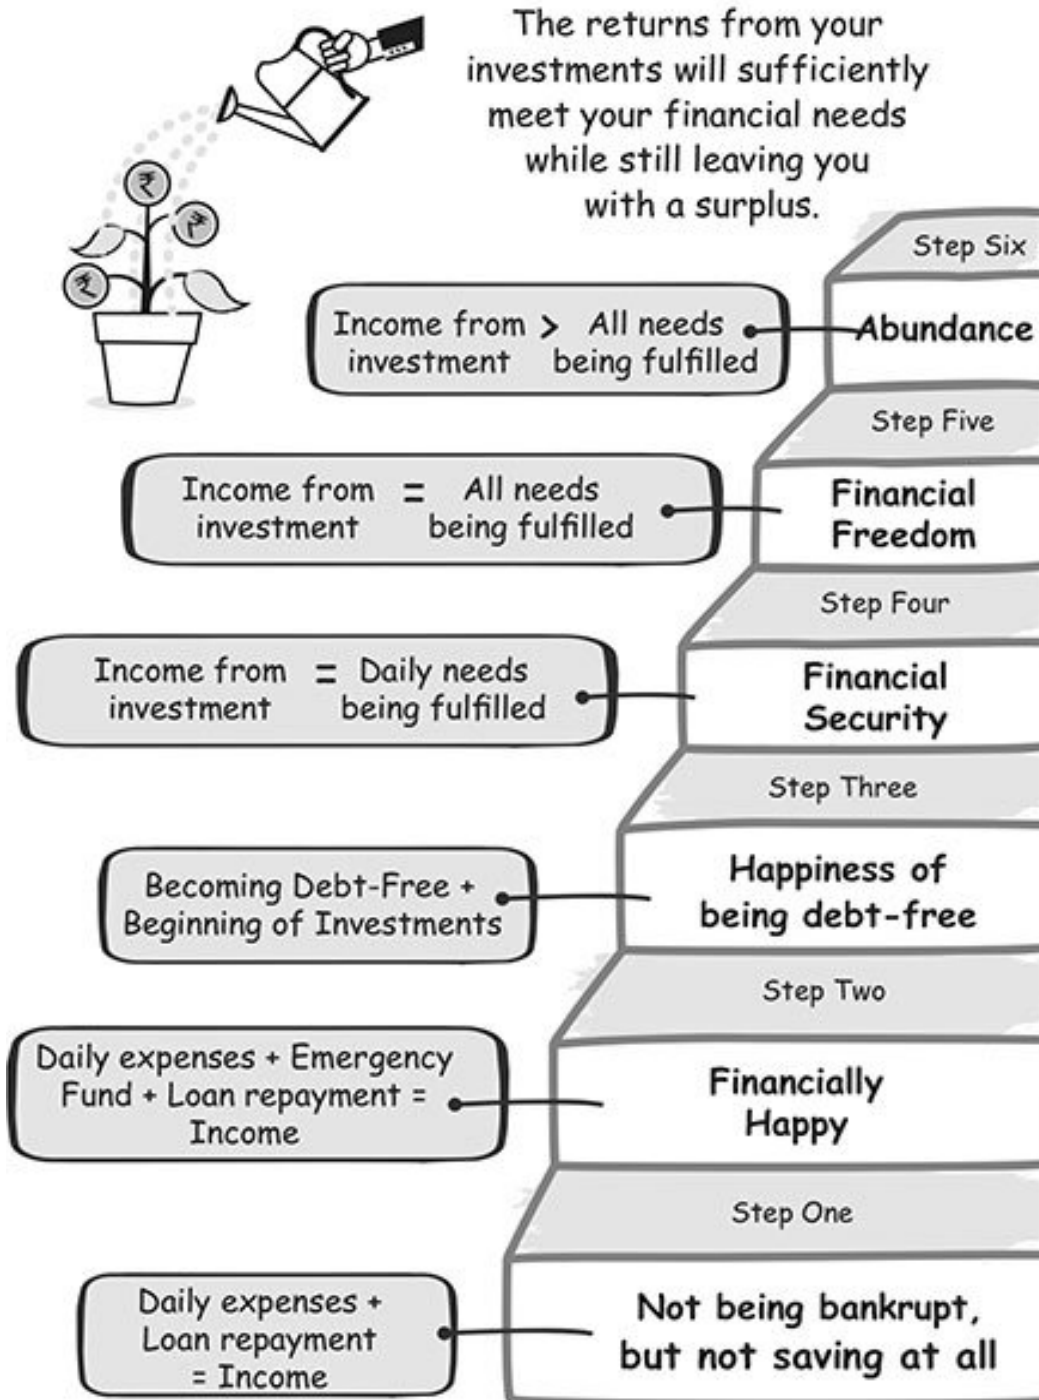 The returns from your
investments will sufficiently
meet your financial needs
while still leaving you
with a surplus.
Step Six
Income from > All needs
investment being fulfilled
Abundance
Step Five
Income from = All needs
investment being fulfilled
Financial
Freedom
Step Four
Income from = Daily needs
investment being fulfilled
Financial
Security
Step Three
Becoming Debt-Free +
Beginning of Investments
Happiness of
being debt-free
Step Two
Daily expenses + Emergency
Fund + Loan repayment =
Income
Financially
Happy
Step One
Daily expenses +
Loan repayment
= Income
Not being bankrupt,
but not saving at all
₹
₹
₹